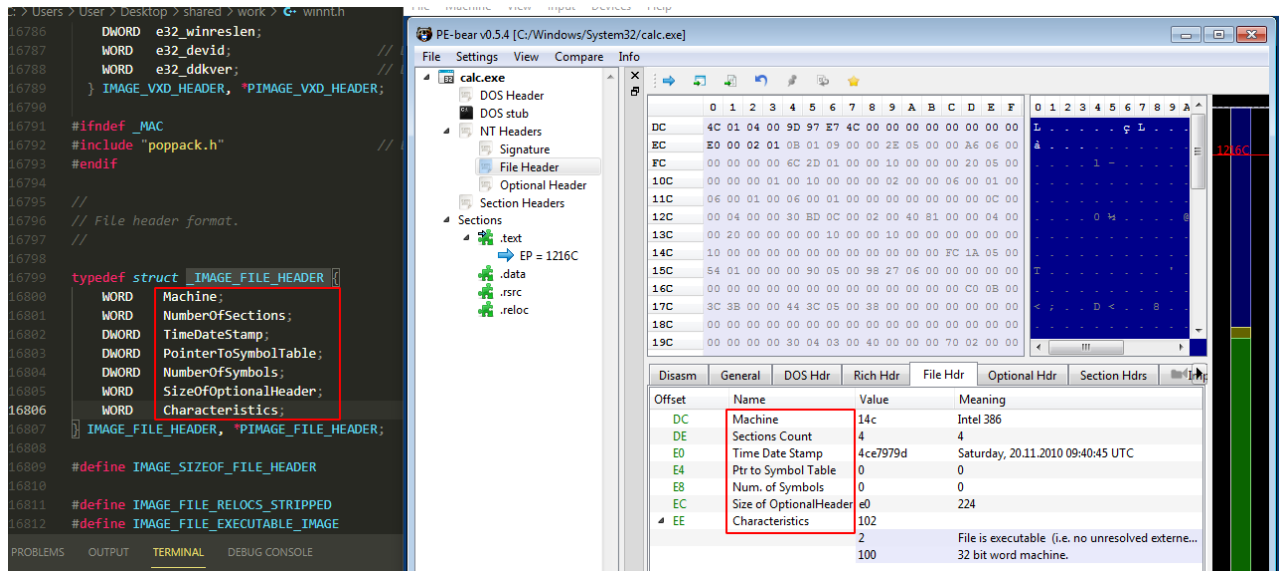 C: > Users > User > Desktop > shared > work > winnt.h
16786 DWORD e32_winreslen;
16787 WORD e32_devid; //
16788 WORD e32_ddkver; //
16789 } IMAGE_VXD_HEADER, *PIMAGE_VXD_HEADER;
16790
16791 #ifndef _MAC
16792 #include "poppack.h" //
16793 #endif
16794
16795 //
16796 // File header format.
16797 //
16798
16799 typedef struct _IMAGE_FILE_HEADER {
16800 WORD Machine;
16801 WORD NumberOfSections;
16802 DWORD TimeDateStamp;
16803 DWORD PointerToSymbolTable;
16804 DWORD NumberOfSymbols;
16805 WORD SizeOfOptionalHeader;
16806 WORD Characteristics;
16807 } IMAGE_FILE_HEADER, *PIMAGE_FILE_HEADER;
16808
16809 #define IMAGE_SIZEOF_FILE_HEADER
16810
16811 #define IMAGE_FILE_RELOCS_STRIPPED
16812 #define IMAGE_FILE_EXECUTABLE_IMAGE
PROBLEMS OUTPUT TERMINAL DEBUG CONSOLE
File Machine View Input Devices Help
PE-bear v0.5.4 [C:/Windows/System32/calc.exe]
File Settings View Compare Info
calc.exe
DOS Header
DOS stub
NT Headers
Signature
File Header
Optional Header
Section Headers
Sections
.text
EP = 1216C
.data
.rsrc
.reloc
0 1 2 3 4 5 6 7 8 9 A B C D E F 0 1 2 3 4 5 6 7 8 9 A
DC 4C 01 04 00 9D 97 E7 4C 00 00 00 00 00 00 00 00 L . . . . . ç L . . .
EC E0 00 02 01 0B 01 09 00 00 2E 05 00 00 A6 06 00 à . . . . . . . . . .
FC 00 00 00 00 6C 2D 01 00 00 10 00 00 00 20 05 00 . . . . l - . . . . .
10C 00 00 00 01 00 10 00 00 00 02 00 00 06 00 01 00 . . . . . . . . . . .
11C 06 00 01 00 06 00 01 00 00 00 00 00 00 00 0C 00 . . . . . . . . . . .
12C 00 04 00 00 30 BD 0C 00 02 00 40 81 00 00 04 00 . . . . 0 ½ . . . . @
13C 00 20 00 00 00 00 10 00 00 10 00 00 00 00 00 00 . . . . . . . . . . .
14C 10 00 00 00 00 00 00 00 00 00 00 00 FC 1A 05 00 . . . . . . . . . . .
15C 54 01 00 00 00 90 05 00 98 27 06 00 00 00 00 00 T . . . . . . . . ' .
16C 00 00 00 00 00 00 00 00 00 00 00 00 00 C0 0B 00 . . . . . . . . . . .
17C 3C 3B 00 00 44 3C 05 00 38 00 00 00 00 00 00 00 < ; . . D < . . 8 . .
18C 00 00 00 00 00 00 00 00 00 00 00 00 00 00 00 00
19C 00 00 00 00 30 04 03 00 40 00 00 00 70 02 00 00
1216C
Disasm General DOS Hdr Rich Hdr File Hdr Optional Hdr Section Hdrs
Offset Name Value Meaning
DC Machine 14c Intel 386
DE Sections Count 4 4
E0 Time Date Stamp 4ce7979d Saturday, 20.11.2010 09:40:45 UTC
E4 Ptr to Symbol Table 0 0
E8 Num. of Symbols 0 0
EC Size of OptionalHeader e0 224
EE Characteristics 102
2 File is executable (i.e. no unresolved externe...
100 32 bit word machine.